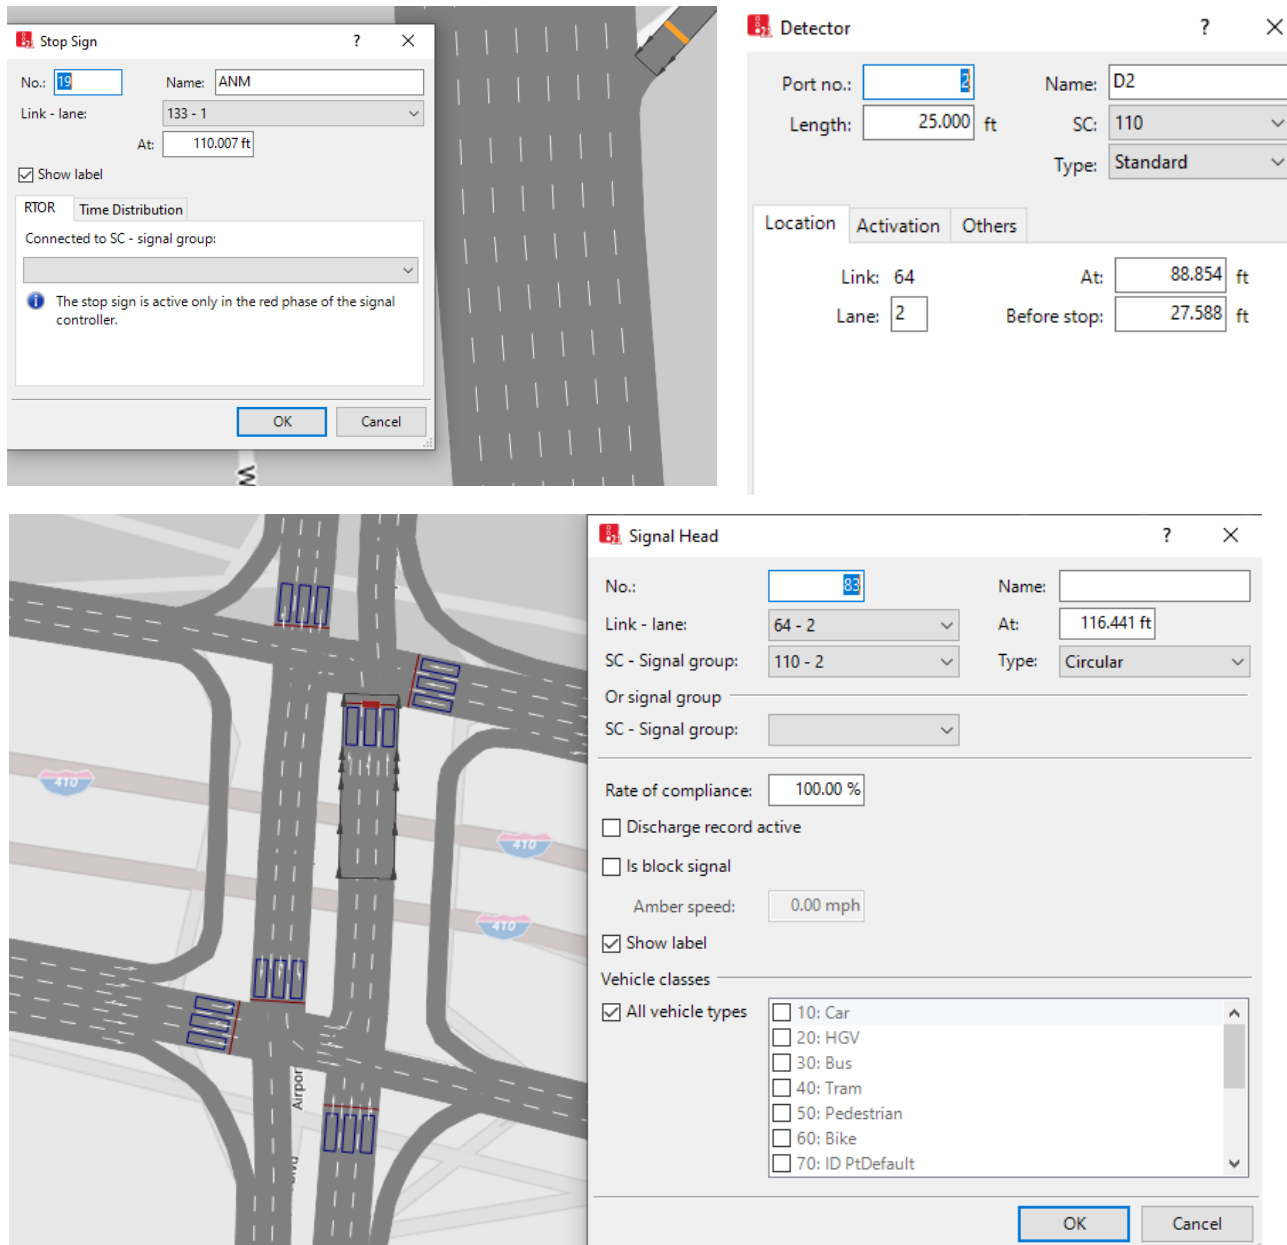 Stop Sign
?
No.: 19 Name: ANM
Link - lane: 133 - 1
At: 110.007 ft
Show label
RTOR Time Distribution
Connected to SC - signal group:
The stop sign is active only in the red phase of the signal
controller.
OK Cancel
W
Detector
?
Port no.: 2 Name: D2
Length: 25.000 ft SC: 110
Type: Standard
Location Activation Others
Link: 64 At: 88.854 ft
Lane: 2 Before stop: 27.588 ft
410
410
410
Airpor
Blvd
Signal Head
?
No.: 83 Name:
Link - lane: 64 - 2 At: 116.441 ft
SC - Signal group: 110 - 2 Type: Circular
Or signal group
SC - Signal group:
Rate of compliance: 100.00 %
Discharge record active
Is block signal
Amber speed: 0.00 mph
Show label
Vehicle classes
All vehicle types 10: Car
20: HGV
30: Bus
40: Tram
50: Pedestrian
60: Bike
70: ID PtDefault
OK Cancel